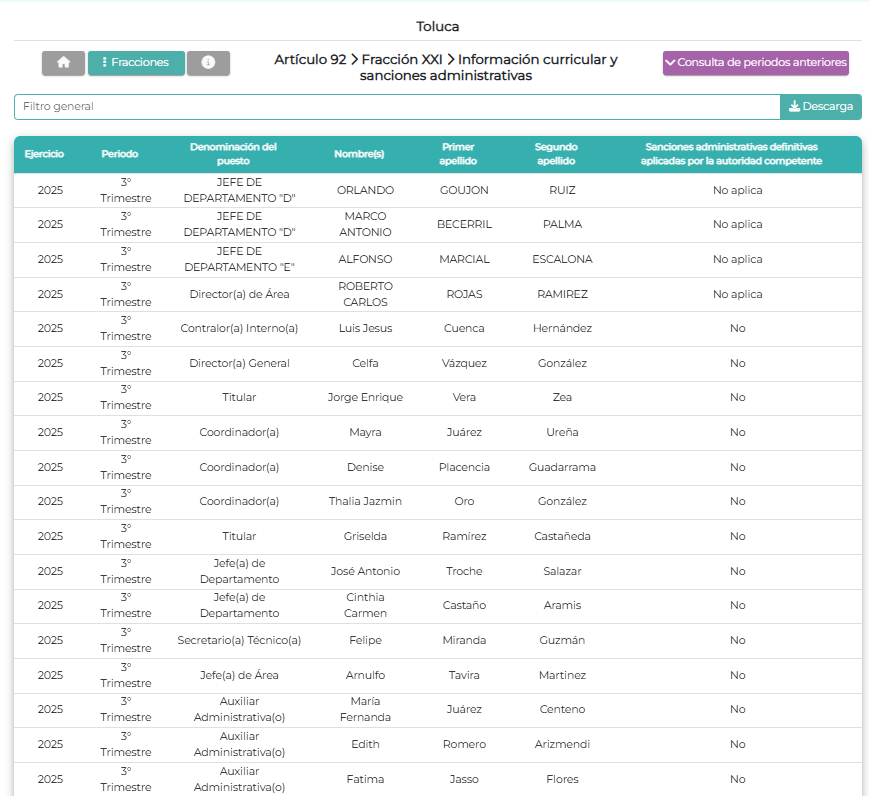 Toluca
Fracciones
Artículo 92 > Fracción XXI > Información curricular y
sanciones administrativas
Consulta de periodos anteriores
Filtro general
Descarga
Ejercicio Periodo Denominación del puesto Nombre(s) Primer apellido Segundo apellido Sanciones administrativas definitivas aplicadas por la autoridad competente
2025 3° Trimestre JEFE DE DEPARTAMENTO "D" ORLANDO GOUJON RUIZ No aplica
2025 3° Trimestre JEFE DE DEPARTAMENTO "D" MARCO ANTONIO BECERRIL PALMA No aplica
2025 3° Trimestre JEFE DE DEPARTAMENTO "E" ALFONSO MARCIAL ESCALONA No aplica
2025 3° Trimestre Director(a) de Área ROBERTO CARLOS ROJAS RAMIREZ No aplica
2025 3° Trimestre Contralor(a) Interno(a) Luis Jesus Cuenca Hernández No
2025 3° Trimestre Director(a) General Celfa Vázquez González No
2025 3° Trimestre Titular Jorge Enrique Vera Zea No
2025 3° Trimestre Coordinador(a) Mayra Juárez Ureña No
2025 3° Trimestre Coordinador(a) Denise Placencia Guadarrama No
2025 3° Trimestre Coordinador(a) Thalia Jazmin Oro González No
2025 3° Trimestre Titular Griselda Ramírez Castañeda No
2025 3° Trimestre Jefe(a) de Departamento José Antonio Troche Salazar No
2025 3° Trimestre Jefe(a) de Departamento Cinthia Carmen Castaño Aramis No
2025 3° Trimestre Secretario(a) Técnico(a) Felipe Miranda Guzmán No
2025 3° Trimestre Jefe(a) de Área Arnulfo Tavira Martinez No
2025 3° Trimestre Auxiliar Administrativa(o) María Fernanda Juárez Centeno No
2025 3° Trimestre Auxiliar Administrativa(o) Edith Romero Arizmendi No
2025 3° Trimestre Auxiliar Administrativa(o) Fatima Jasso Flores No